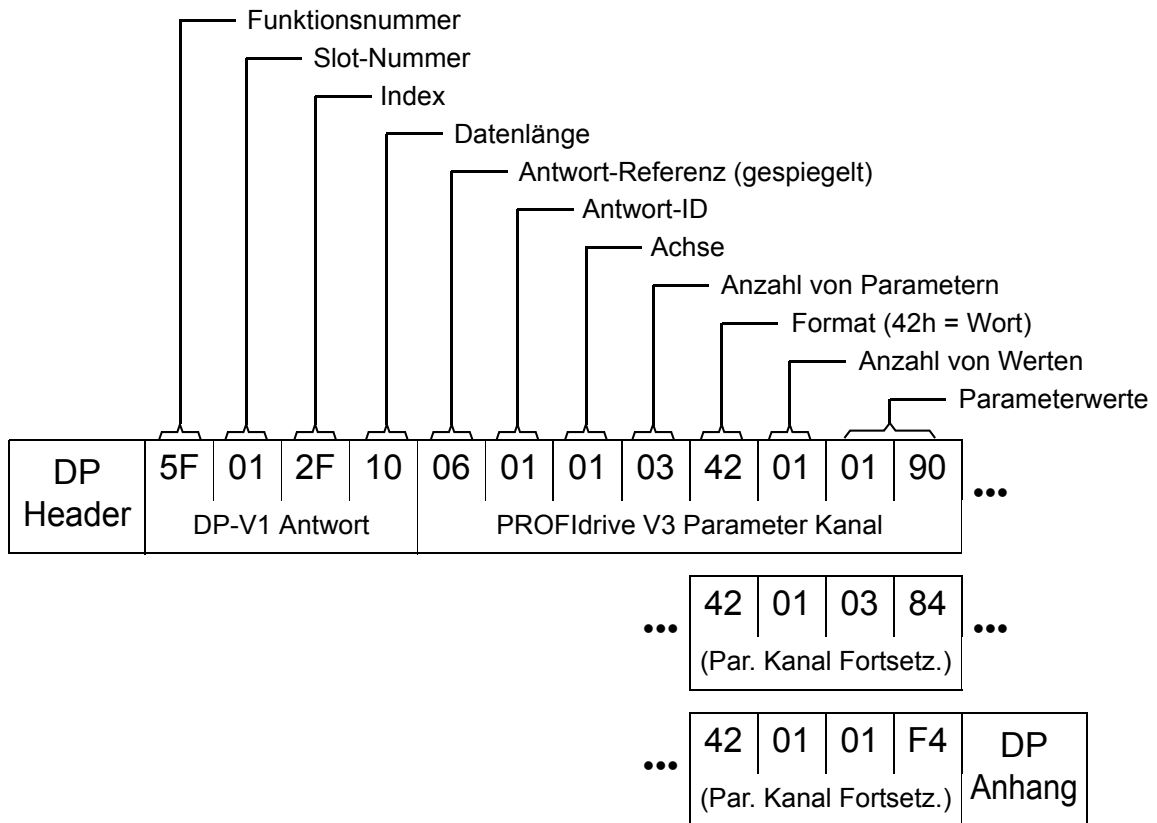 Funktionsnummer
Slot-Nummer
Index
Datenlänge
Antwort-Referenz (gespiegelt)
Antwort-ID
Achse
Anzahl von Parametern
Format (42h = Wort)
Anzahl von Werten
Parameterwerte
DP Header
5F 01 2F 10 06 01 01 03 42 01 01 90 •••
DP-V1 Antwort PROFIdrive V3 Parameter Kanal
••• 42 01 03 84 •••
(Par. Kanal Fortsetz.)
••• 42 01 01 F4 DP
(Par. Kanal Fortsetz.) Anhang